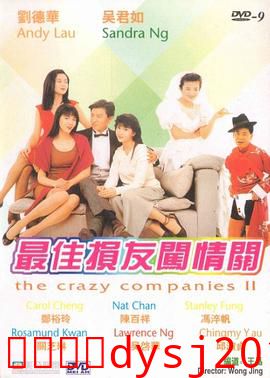 劉德華 吳君如
Andy Lau Sandra Ng
DVD-9
最佳損友闖情關
the crazy companies II
Carol Cheng Nat Chan Stanley Fung
鄭裕玲 陳百祥 馮淬帆
Rosamund Kwan Lawrence Ng Chingmy Yau
dysj20
Director: Wong Jing